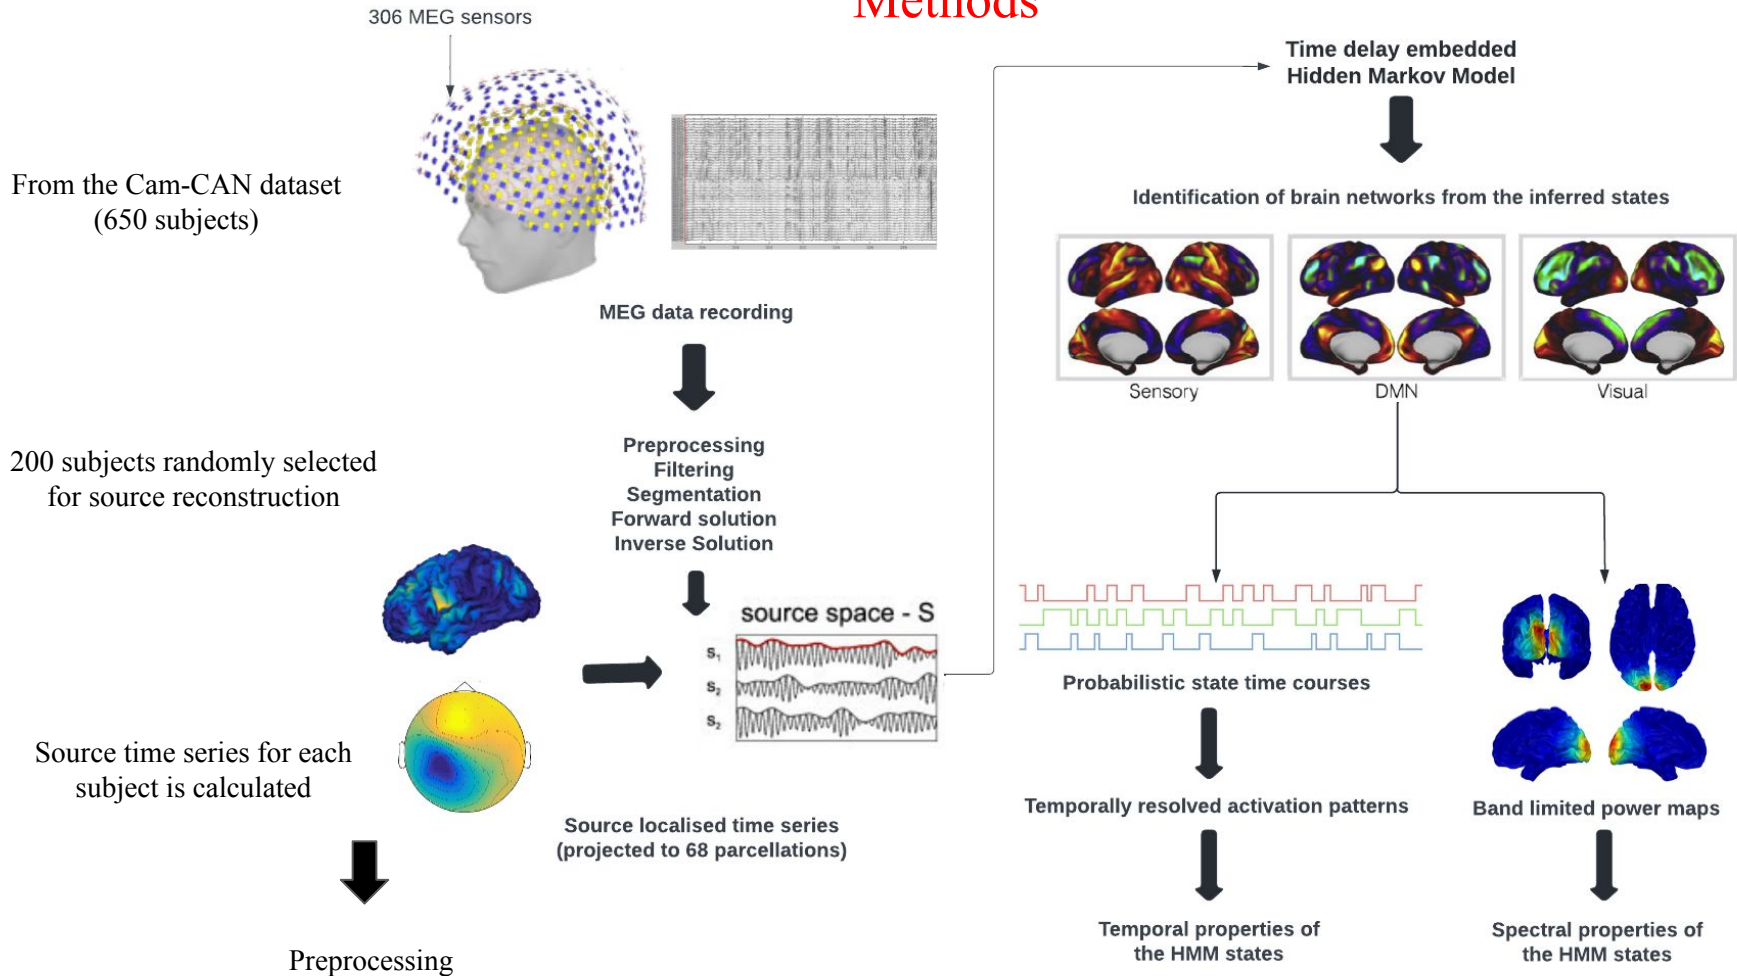 Methods
306 MEG sensors
From the Cam-CAN dataset
(650 subjects)
MEG data recording
200 subjects randomly selected
for source reconstruction
Preprocessing
Filtering
Segmentation
Forward solution
Inverse Solution
source space - S
S1
S2
S2
Source time series for each
subject is calculated
Source localised time series
(projected to 68 parcellations)
Preprocessing
Time delay embedded
Hidden Markov Model
Identification of brain networks from the inferred states
Sensory
DMN
Visual
Probabilistic state time courses
Temporally resolved activation patterns
Temporal properties of
the HMM states
Band limited power maps
Spectral properties of
the HMM states